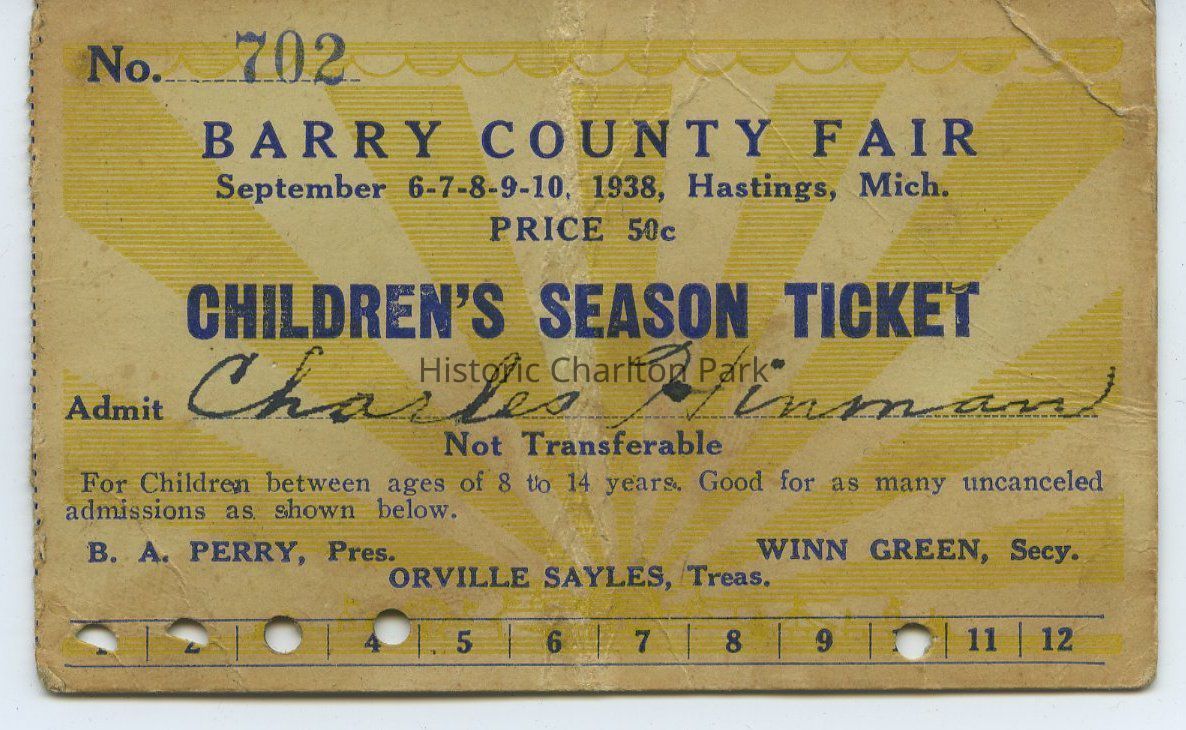 No. 702
BARRY COUNTY FAIR
September 6-7-8-9-10, 1938, Hastings, Mich.
PRICE 50c
CHILDREN'S SEASON TICKET
Historic Charlton Park
Admit Charles Hinman
Not Transferable
For Children between ages of 8 to 14 years. Good for as many uncanceled
admissions as shown below.
B. A. PERRY, Pres. WINN GREEN, Secy.
ORVILLE SAYLES, Treas.
1 2 4 5 6 7 8 9 11 12